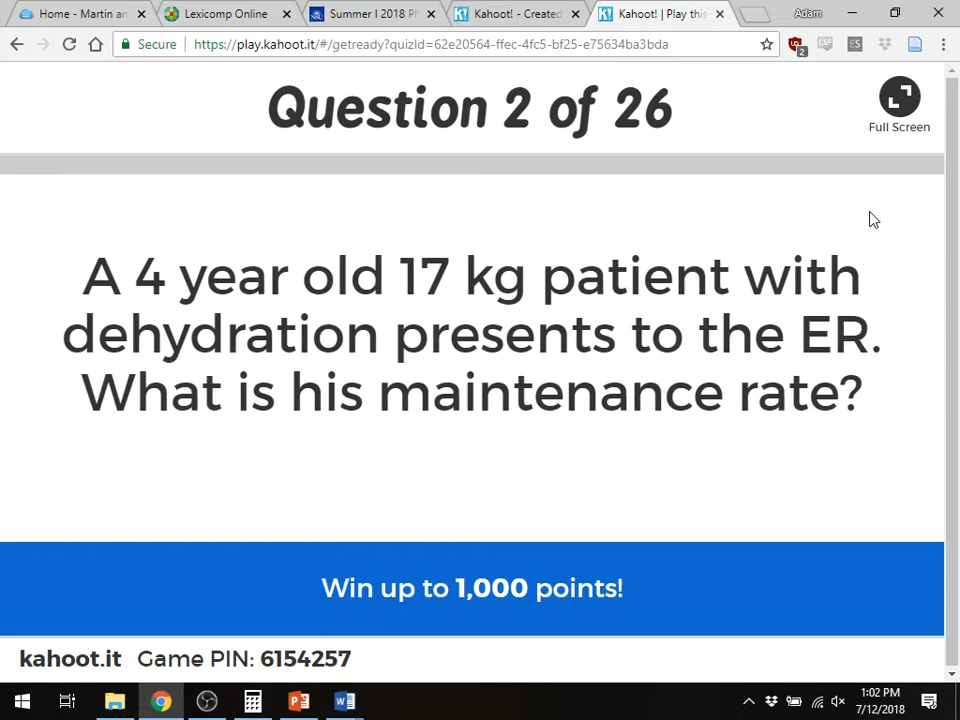 Home - Martin an
Lexicomp Online
Summer I 2018 Ph
Kahoot! - Created
Kahoot! | Play this
Adam
Secure
https://play.kahoot.it/#/getready?quizId=62e20564-ffec-4fc5-bf25-e75634ba3bda
2
ES
Question 2 of 26
Full Screen
A 4 year old 17 kg patient with
dehydration presents to the ER.
What is his maintenance rate?
Win up to 1,000 points!
kahoot.it Game PIN: 6154257
1:02 PM
7/12/2018